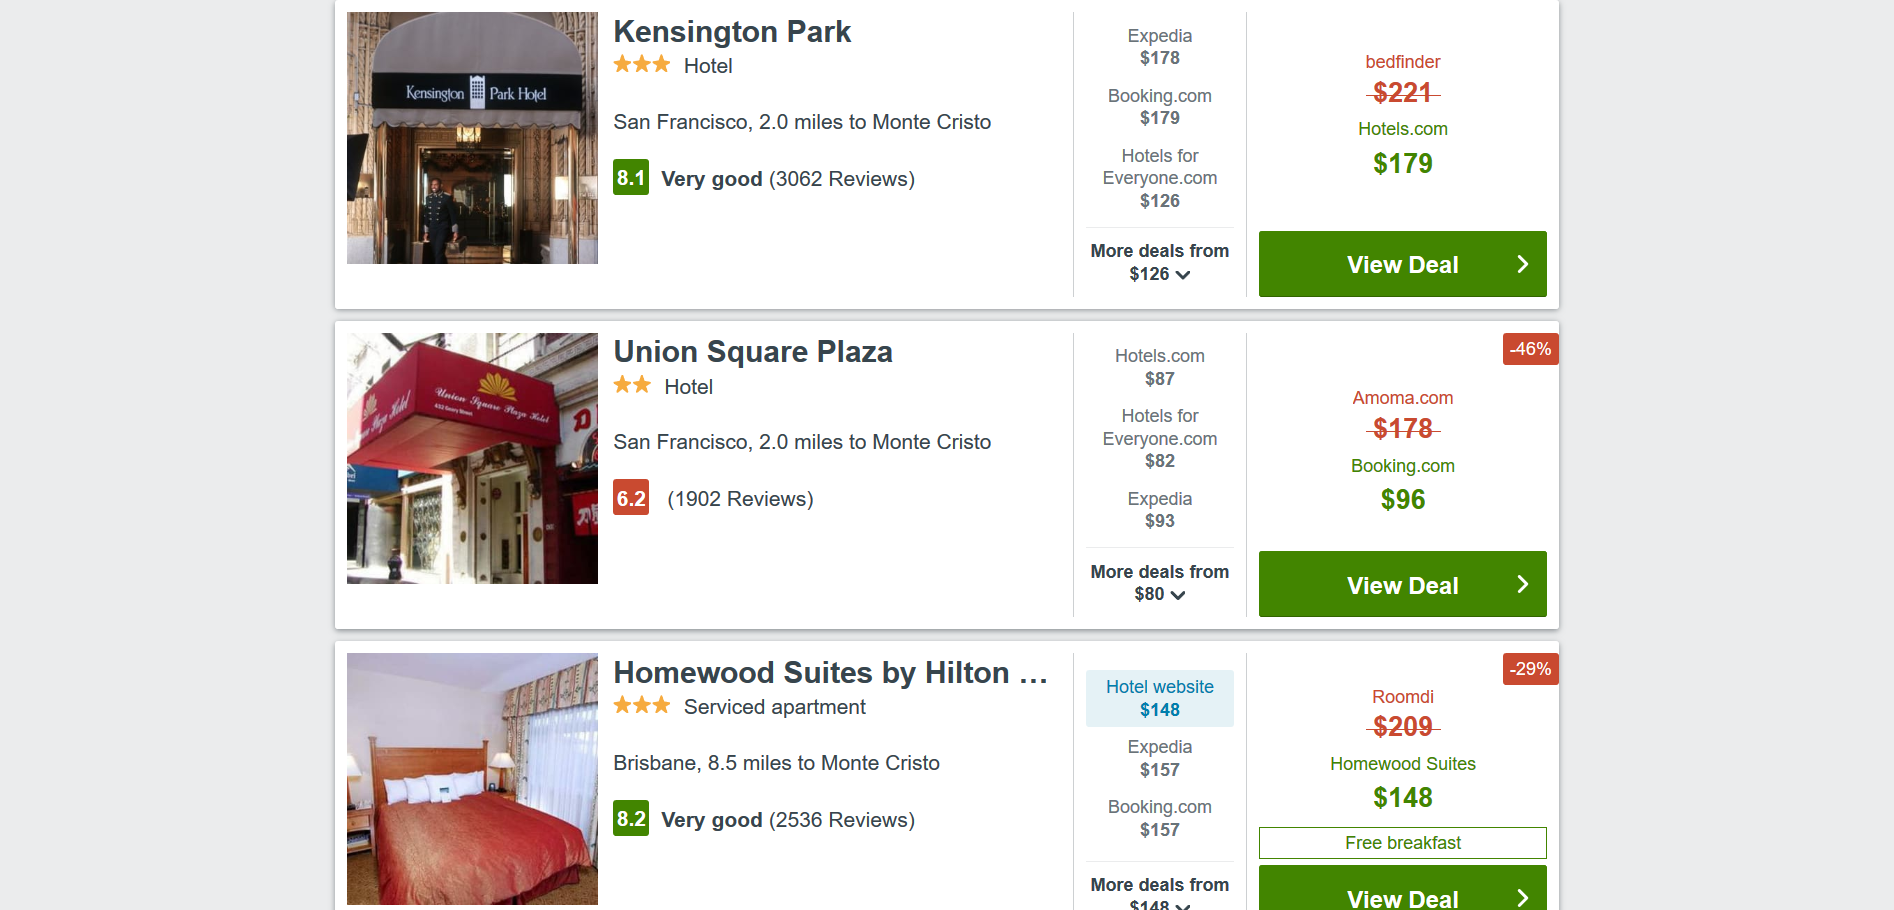 Kensington Park Hotel
Kensington Park
Hotel
San Francisco, 2.0 miles to Monte Cristo
8.1 Very good (3062 Reviews)
Expedia
$178
Booking.com
$179
Hotels for
Everyone.com
$126
More deals from
$126
bedfinder
$221
Hotels.com
$179
View Deal
Union Square Plaza Hotel
Union Square Plaza
Hotel
San Francisco, 2.0 miles to Monte Cristo
6.2 (1902 Reviews)
Hotels.com
$87
Hotels for
Everyone.com
$82
Expedia
$93
More deals from
$80
-46%
Amoma.com
$178
Booking.com
$96
View Deal
Homewood Suites by Hilton ...
Serviced apartment
Brisbane, 8.5 miles to Monte Cristo
8.2 Very good (2536 Reviews)
Hotel website
$148
Expedia
$157
Booking.com
$157
More deals from
$148
-29%
Roomdi
$209
Homewood Suites
$148
Free breakfast
View Deal